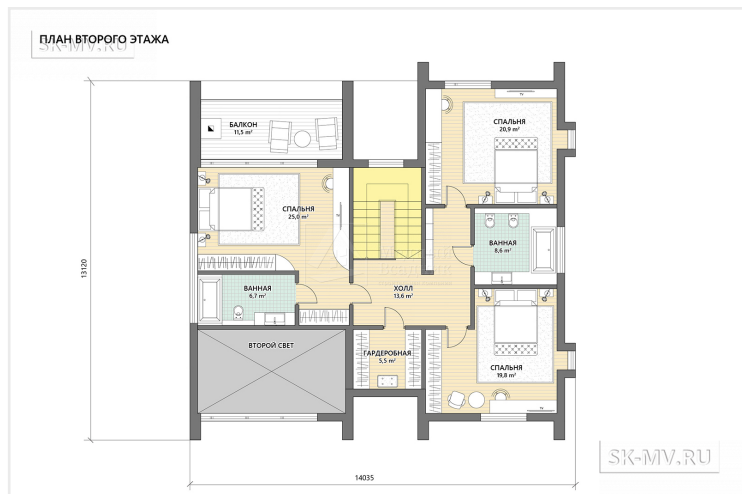 ПЛАН ВТОРОГО ЭТАЖА
SK-MV.RU
БАЛКОН
11,5 m²
СПАЛЬНЯ
20,9 m²
TV
СПАЛЬНЯ
25,0 m²
ВАННАЯ
8,6 m²
13120
ВАННАЯ
6,7 m²
ХОЛЛ
13,6 m²
ВТОРОЙ СВЕТ
ГАРДЕРОБНАЯ
5,5 m²
СПАЛЬНЯ
19,8 m²
TV
SK-MV.RU
14035